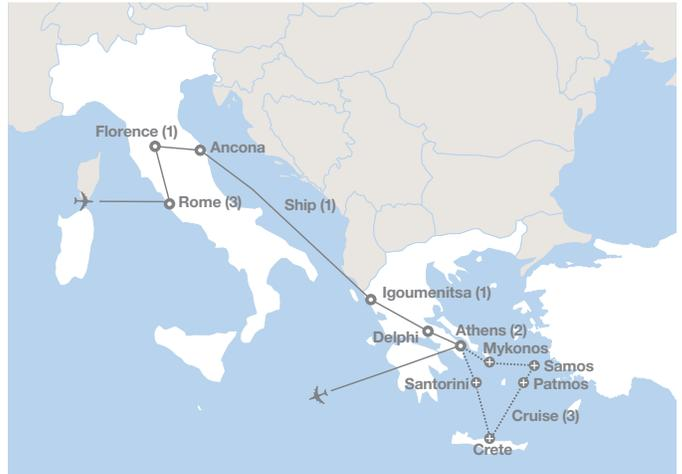 Florence (1)
Ancona
Rome (3)
Ship (1)
Igoumenitsa (1)
Delphi
Athens (2)
Mykonos
Samos
Santorini
Patmos
Cruise (3)
Crete